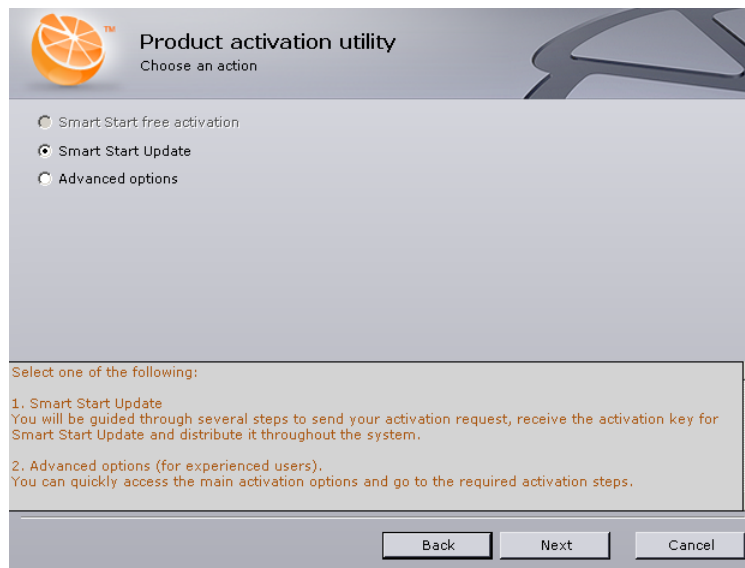 TM
Product activation utility
Choose an action
Smart Start free activation
Smart Start Update
Advanced options
Select one of the following:
1. Smart Start Update
You will be guided through several steps to send your activation request, receive the activation key for
Smart Start Update and distribute it throughout the system.
2. Advanced options (for experienced users).
You can quickly access the main activation options and go to the required activation steps.
Back
Next
Cancel